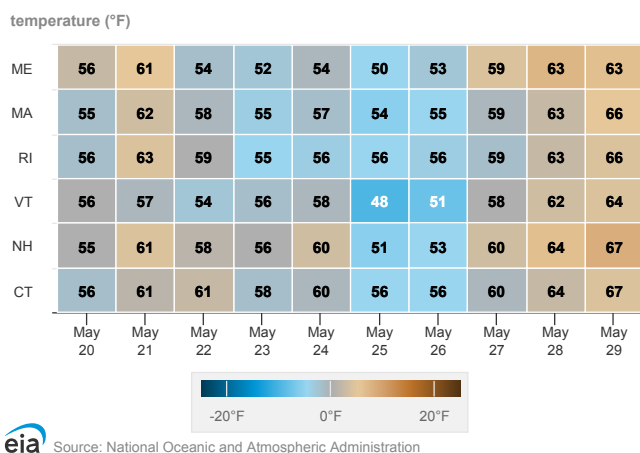 temperature (°F)
ME 56 61 54 52 54 50 53 59 63 63
MA 55 62 58 55 57 54 55 59 63 66
RI 56 63 59 55 56 56 56 59 63 66
VT 56 57 54 56 58 48 51 58 62 64
NH 55 61 58 56 60 51 53 60 64 67
CT 56 61 61 58 60 56 56 60 64 67
May May May May May May May May May May
20 21 22 23 24 25 26 27 28 29
-20°F 0°F 20°F
eia Source: National Oceanic and Atmospheric Administration